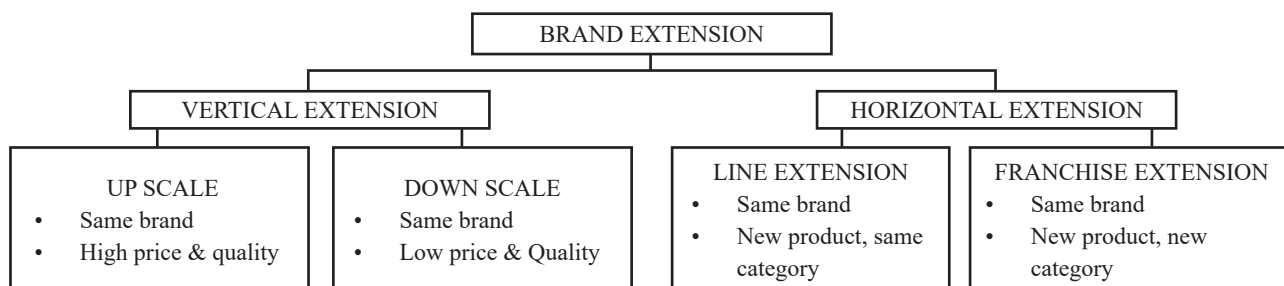 BRAND EXTENSION
VERTICAL EXTENSION
HORIZONTAL EXTENSION
UP SCALE
• Same brand
• High price & quality
DOWN SCALE
• Same brand
• Low price & Quality
LINE EXTENSION
• Same brand
• New product, same
category
FRANCHISE EXTENSION
• Same brand
• New product, new
category